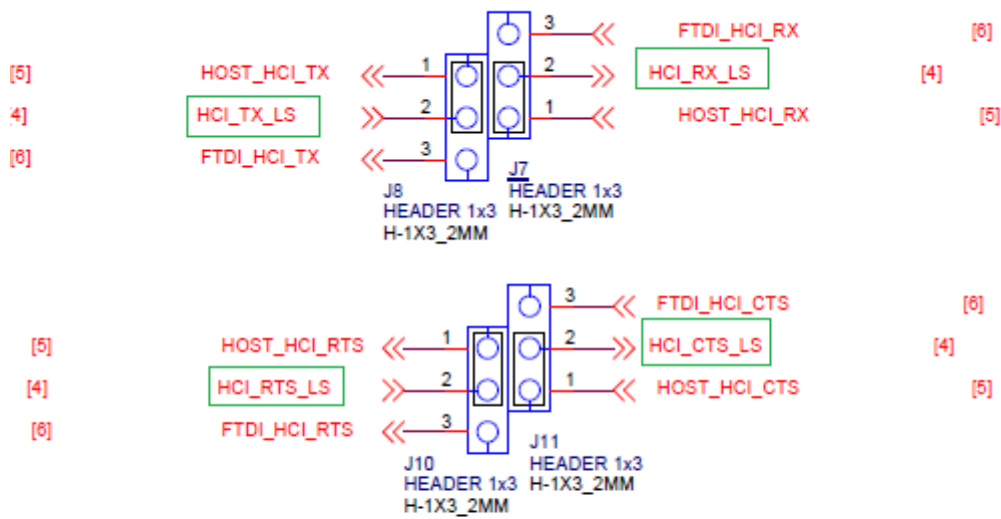 3 FTDI_HCI_RX [6]
[5] HOST_HCI_TX 1 2 HCI_RX_LS [4]
4] HCI_TX_LS 2 1 HOST_HCI_RX [5]
[6] FTDI_HCI_TX 3
J8 J7
HEADER 1x3 HEADER 1x3
H-1X3_2MM H-1X3_2MM
3 FTDI_HCI_CTS [6]
[5] HOST_HCI_RTS 1 2 HCI_CTS_LS [4]
[4] HCI_RTS_LS 2 1 HOST_HCI_CTS [5]
[6] FTDI_HCI_RTS 3
J10 J11
HEADER 1x3 HEADER 1x3
H-1X3_2MM H-1X3_2MM